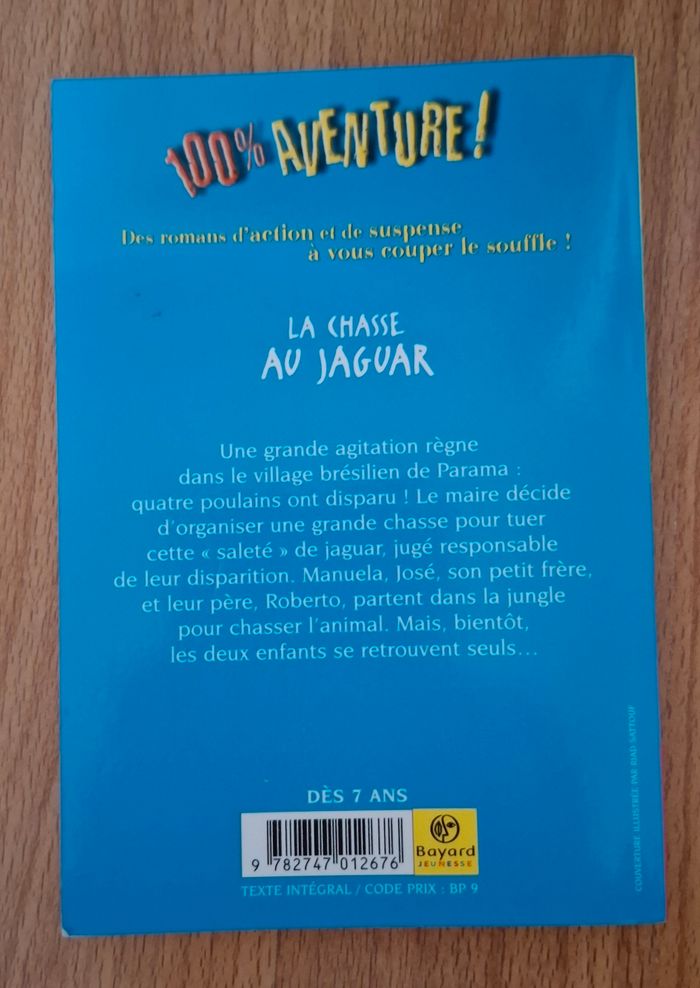 100% AVENTURE !
Des romans d'action et de suspense
à vous couper le souffle !
LA CHASSE
AU JAGUAR
Une grande agitation règne
dans le village brésilien de Parama :
quatre poulains ont disparu ! Le maire décide
d'organiser une grande chasse pour tuer
cette « saleté » de jaguar, jugé responsable
de leur disparition. Manuela, José, son petit frère,
et leur père, Roberto, partent dans la jungle
pour chasser l'animal. Mais, bientôt,
les deux enfants se retrouvent seuls...
COUVERTURE ILLUSTRÉE PAR RIAD SATTOUF
DÈS 7 ANS
9 782747 012676
Bayard
JEUNESSE
TEXTE INTÉGRAL / CODE PRIX : BP 9